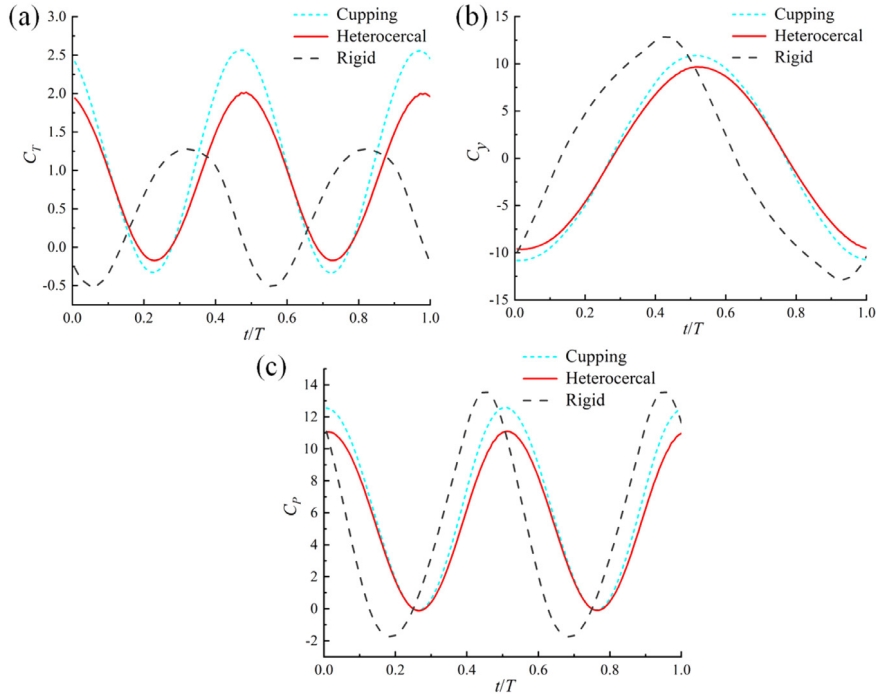 (a)
Cupping
Heterocercal
Rigid
3.0
2.5
2.0
1.5
1.0
0.5
0.0
-0.5
C_T
0.0 0.2 0.4 0.6 0.8 1.0
t/T
(b)
Cupping
Heterocercal
Rigid
15
10
5
0
-5
-10
-15
C_y
0.0 0.2 0.4 0.6 0.8 1.0
t/T
(c)
Cupping
Heterocercal
Rigid
14
12
10
8
6
4
2
0
-2
C_P
0.0 0.2 0.4 0.6 0.8 1.0
t/T